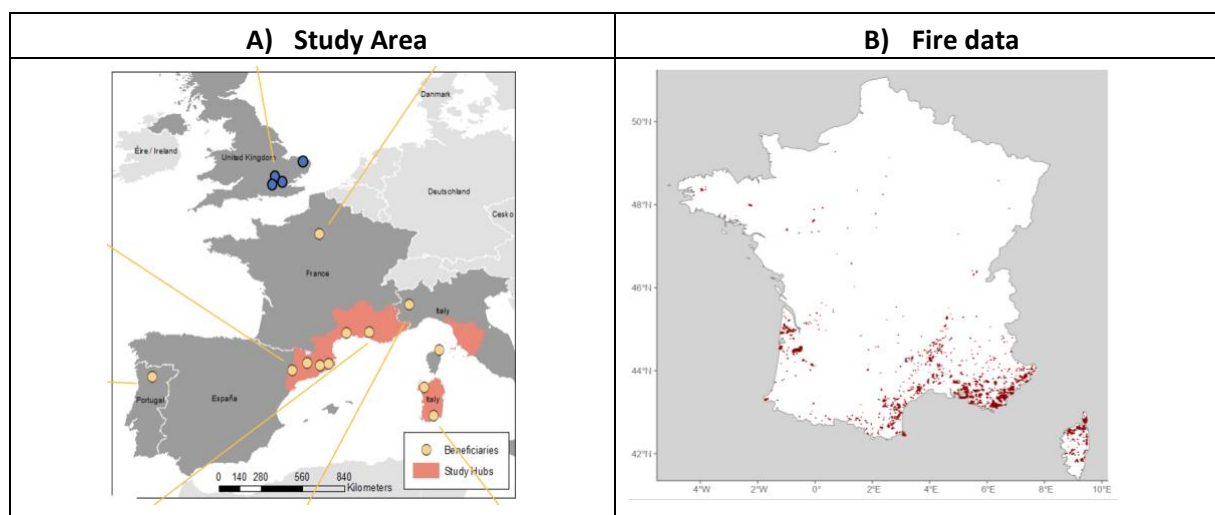 A) Study Area
B) Fire data
Danmark
Éire / Ireland
United Kingdom
Deutschland
Česko
France
Italy
Portugal
España
Italy
Beneficiaries
Study Hubs
0 140 280 560 840
Kilometers
50°N
48°N
46°N
44°N
42°N
4°W 2°W 0° 2°E 4°E 6°E 8°E 10°E